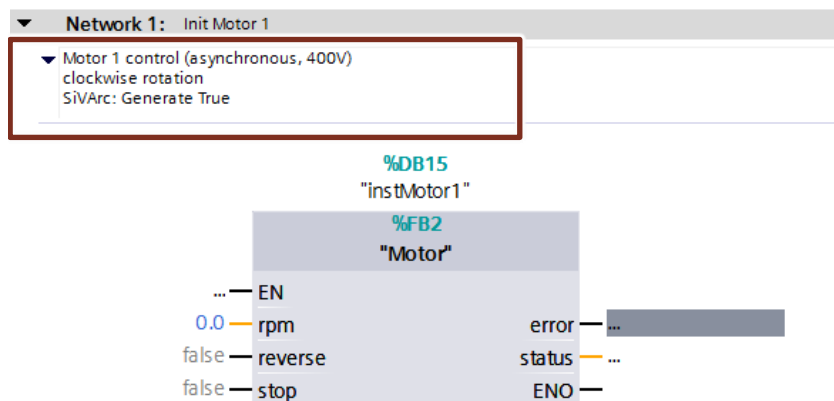 Network 1: Init Motor 1
Motor 1 control (asynchronous, 400V)
clockwise rotation
SiVArc: Generate True
%DB15
"instMotor1"
%FB2
"Motor"
... EN
0.0 rpm error ...
false reverse status ...
false stop ENO